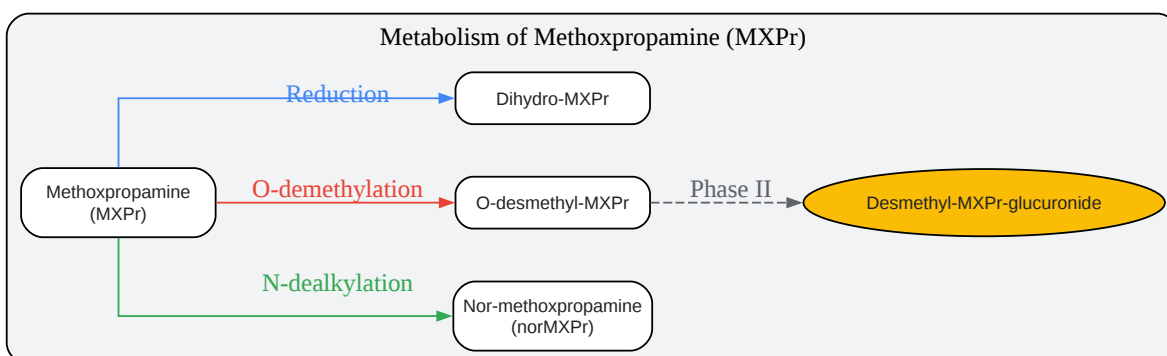 Metabolism of Methoxpropamine (MXPr)
Reduction
Dihydro-MXPr
Methoxpropamine
(MXPr)
O-demethylation
O-desmethyl-MXPr
Phase II
Desmethyl-MXPr-glucuronide
N-dealkylation
Nor-methoxpropamine
(norMXPr)